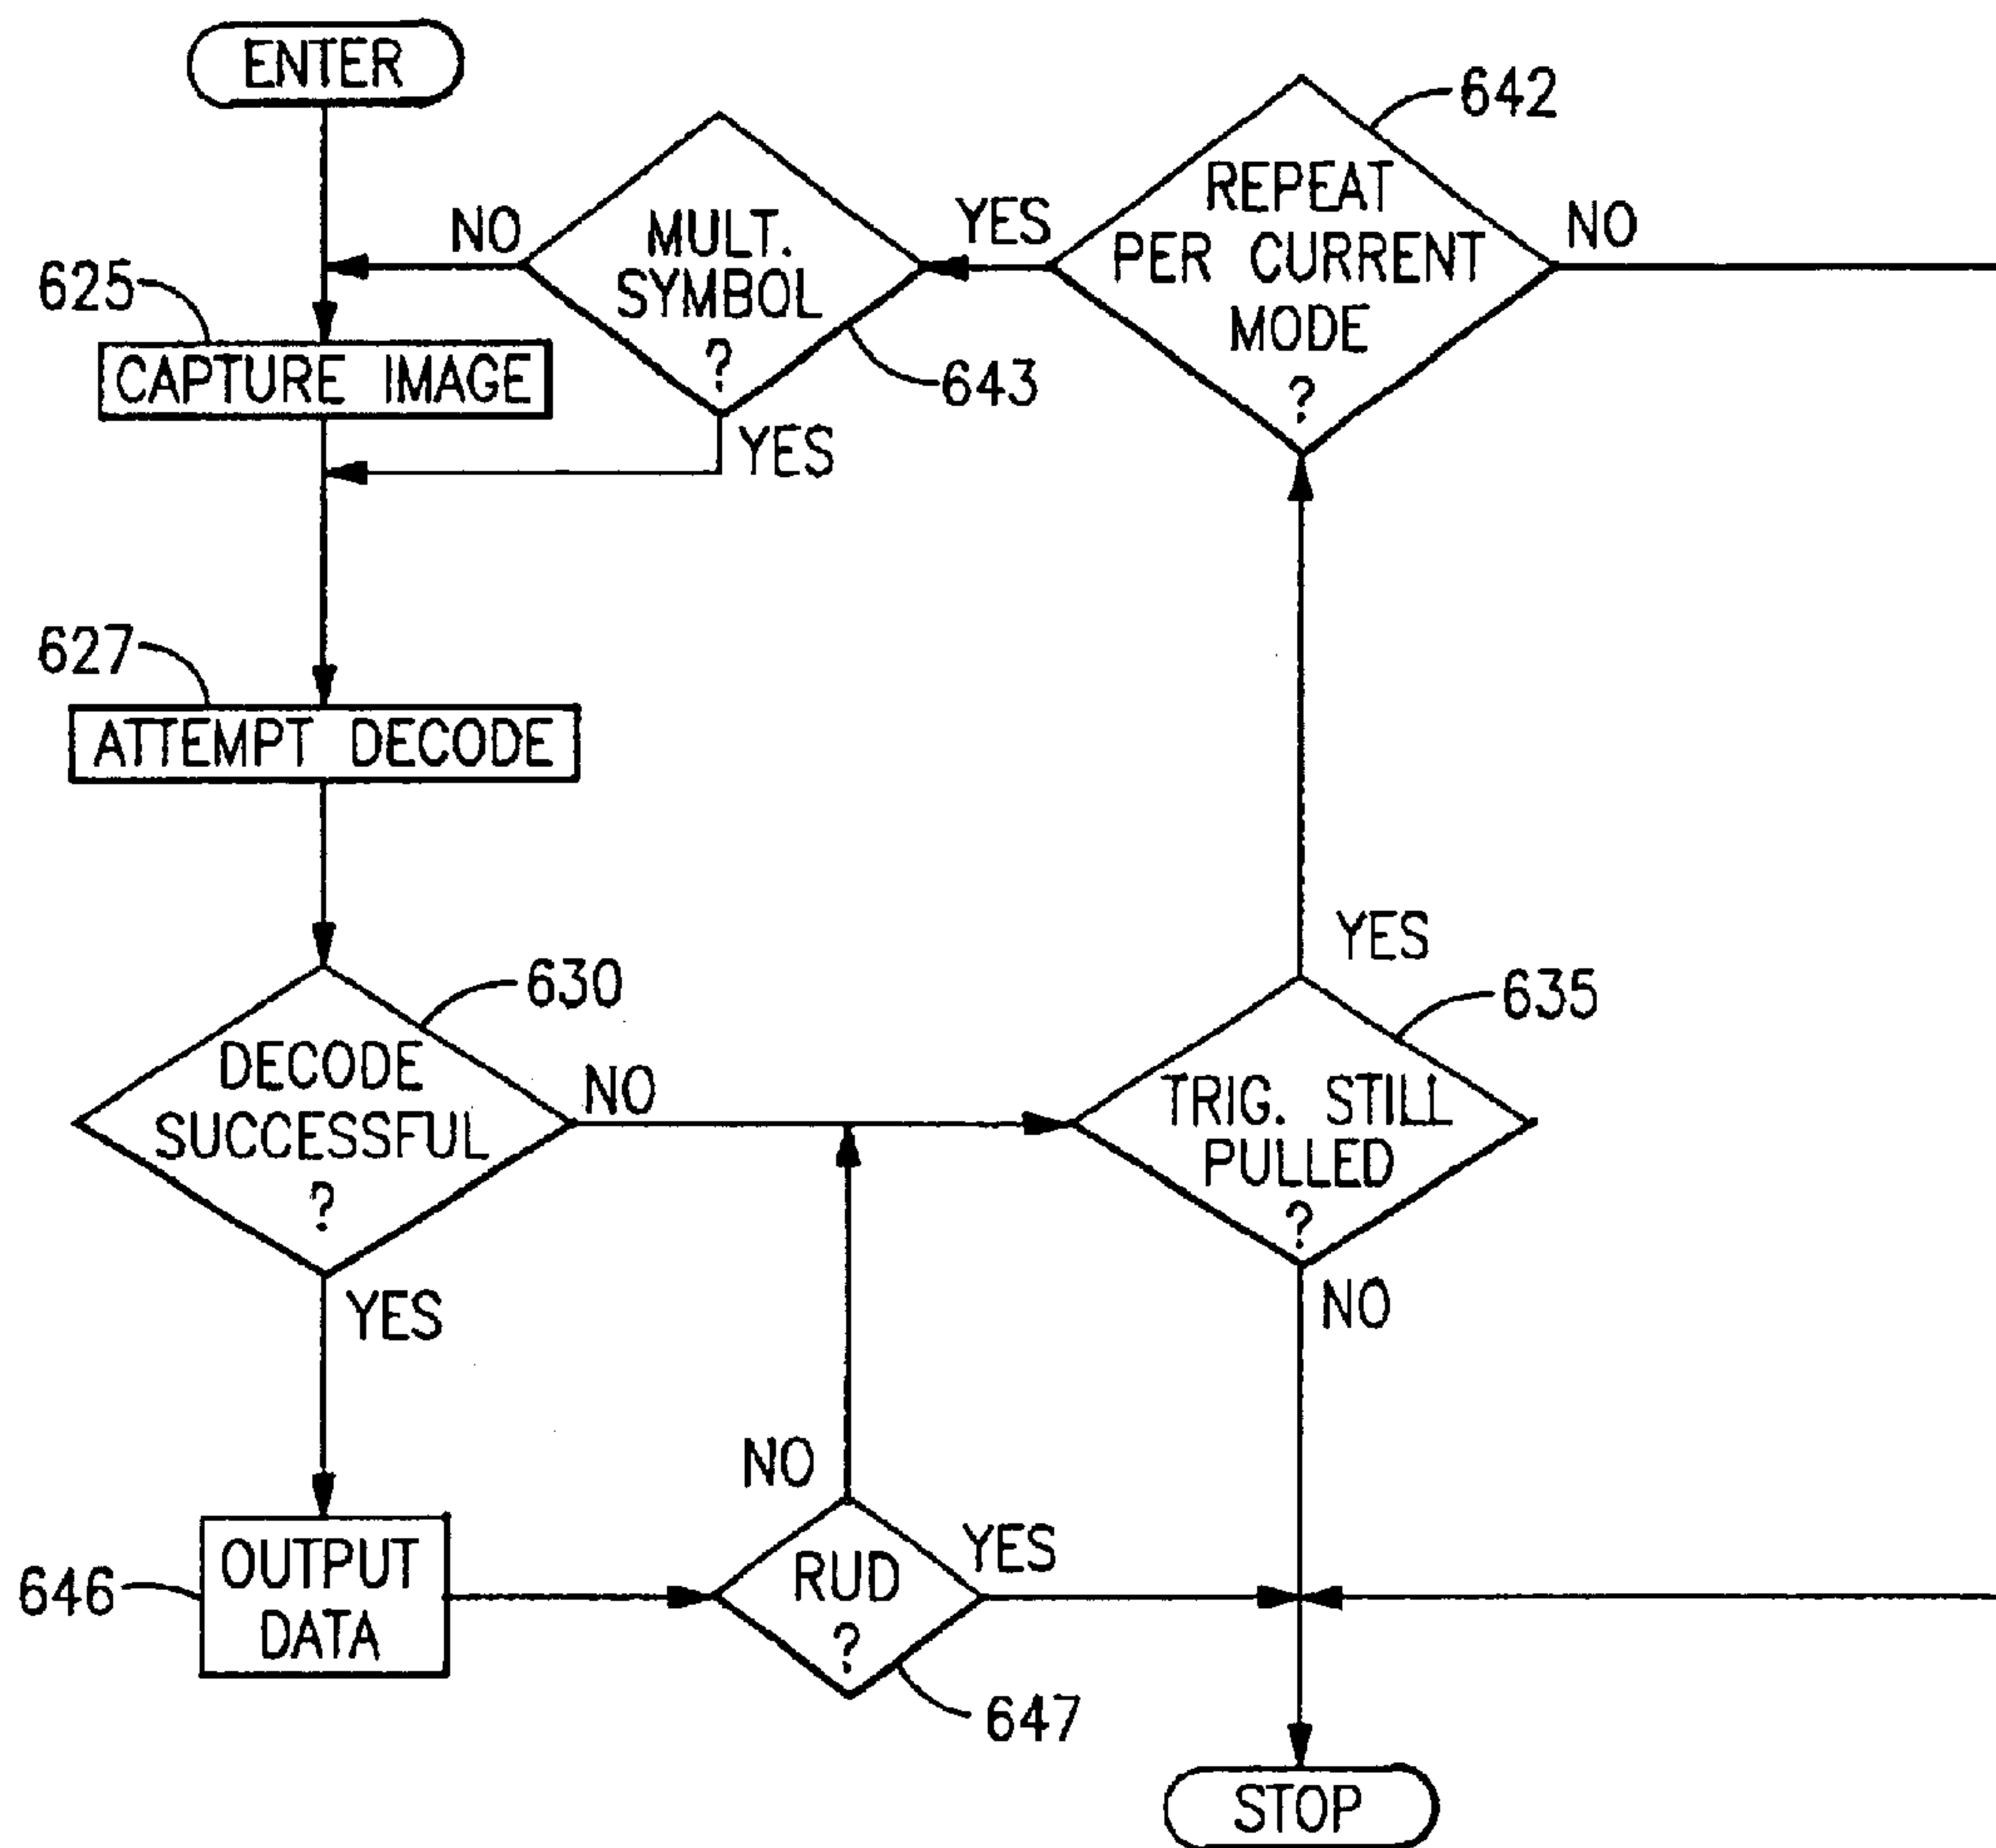 ENTER
642
REPEAT
PER CURRENT
MODE
?
NO
YES
MULT.
SYMBOL
?
643
NO
YES
625
CAPTURE IMAGE
627
ATTEMPT DECODE
630
DECODE
SUCCESSFUL
?
NO
YES
635
TRIG. STILL
PULLED
?
YES
NO
646
OUTPUT
DATA
NO
RUD
?
YES
647
STOP